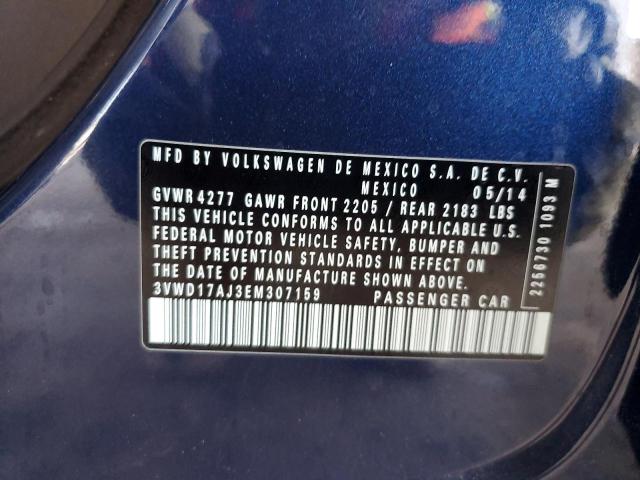 MFD BY VOLKSWAGEN DE MEXICO S.A. DE C.V.
MEXICO 05/14
GVWR 4277 GAWR FRONT 2205 / REAR 2183 LBS
THIS VEHICLE CONFORMS TO ALL APPLICABLE U.S.
FEDERAL MOTOR VEHICLE SAFETY, BUMPER AND
THEFT PREVENTION STANDARDS IN EFFECT ON
THE DATE OF MANUFACTURE SHOWN ABOVE.
3VWD17AJ3EM307159 PASSENGER CAR
2256730 1093 M